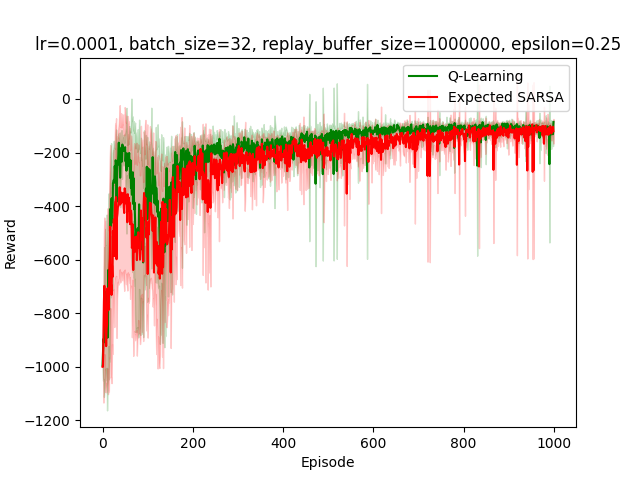 lr=0.0001, batch_size=32, replay_buffer_size=1000000, epsilon=0.25
Q-Learning
Expected SARSA
0
−200
−400
−600
−800
−1000
−1200
Reward
0 200 400 600 800 1000
Episode